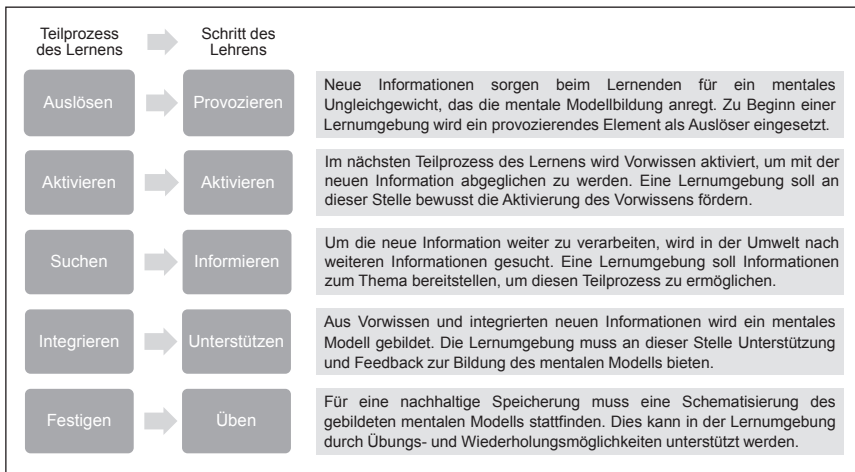 Teilprozess
des Lernens
Schritt des
Lehrens
Auslösen
Provozieren
Neue Informationen sorgen beim Lernenden für ein mentales
Ungleichgewicht, das die mentale Modellbildung anregt. Zu Beginn einer
Lernumgebung wird ein provozierendes Element als Auslöser eingesetzt.
Aktivieren
Aktivieren
Im nächsten Teilprozess des Lernens wird Vorwissen aktiviert, um mit der
neuen Information abgeglichen zu werden. Eine Lernumgebung soll an
dieser Stelle bewusst die Aktivierung des Vorwissens fördern.
Suchen
Informieren
Um die neue Information weiter zu verarbeiten, wird in der Umwelt nach
weiteren Informationen gesucht. Eine Lernumgebung soll Informationen
zum Thema bereitstellen, um diesen Teilprozess zu ermöglichen.
Integrieren
Unterstützen
Aus Vorwissen und integrierten neuen Informationen wird ein mentales
Modell gebildet. Die Lernumgebung muss an dieser Stelle Unterstützung
und Feedback zur Bildung des mentalen Modells bieten.
Festigen
Üben
Für eine nachhaltige Speicherung muss eine Schematisierung des
gebildeten mentalen Modells stattfinden. Dies kann in der Lernumgebung
durch Übungs- und Wiederholungsmöglichkeiten unterstützt werden.